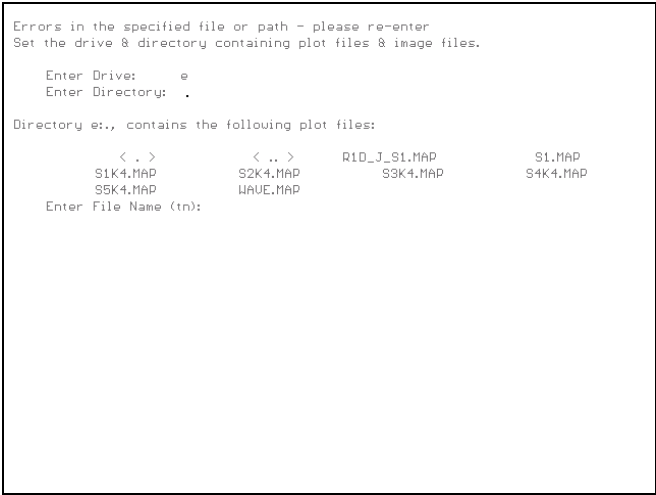 Errors in the specified file or path - please re-enter
Set the drive & directory containing plot files & image files.
Enter Drive: e
Enter Directory: .
Directory e:., contains the following plot files:
< . > < .. > R1D_J_S1.MAP S1.MAP
S1K4.MAP S2K4.MAP S3K4.MAP S4K4.MAP
S5K4.MAP WAVE.MAP
Enter File Name (tn):